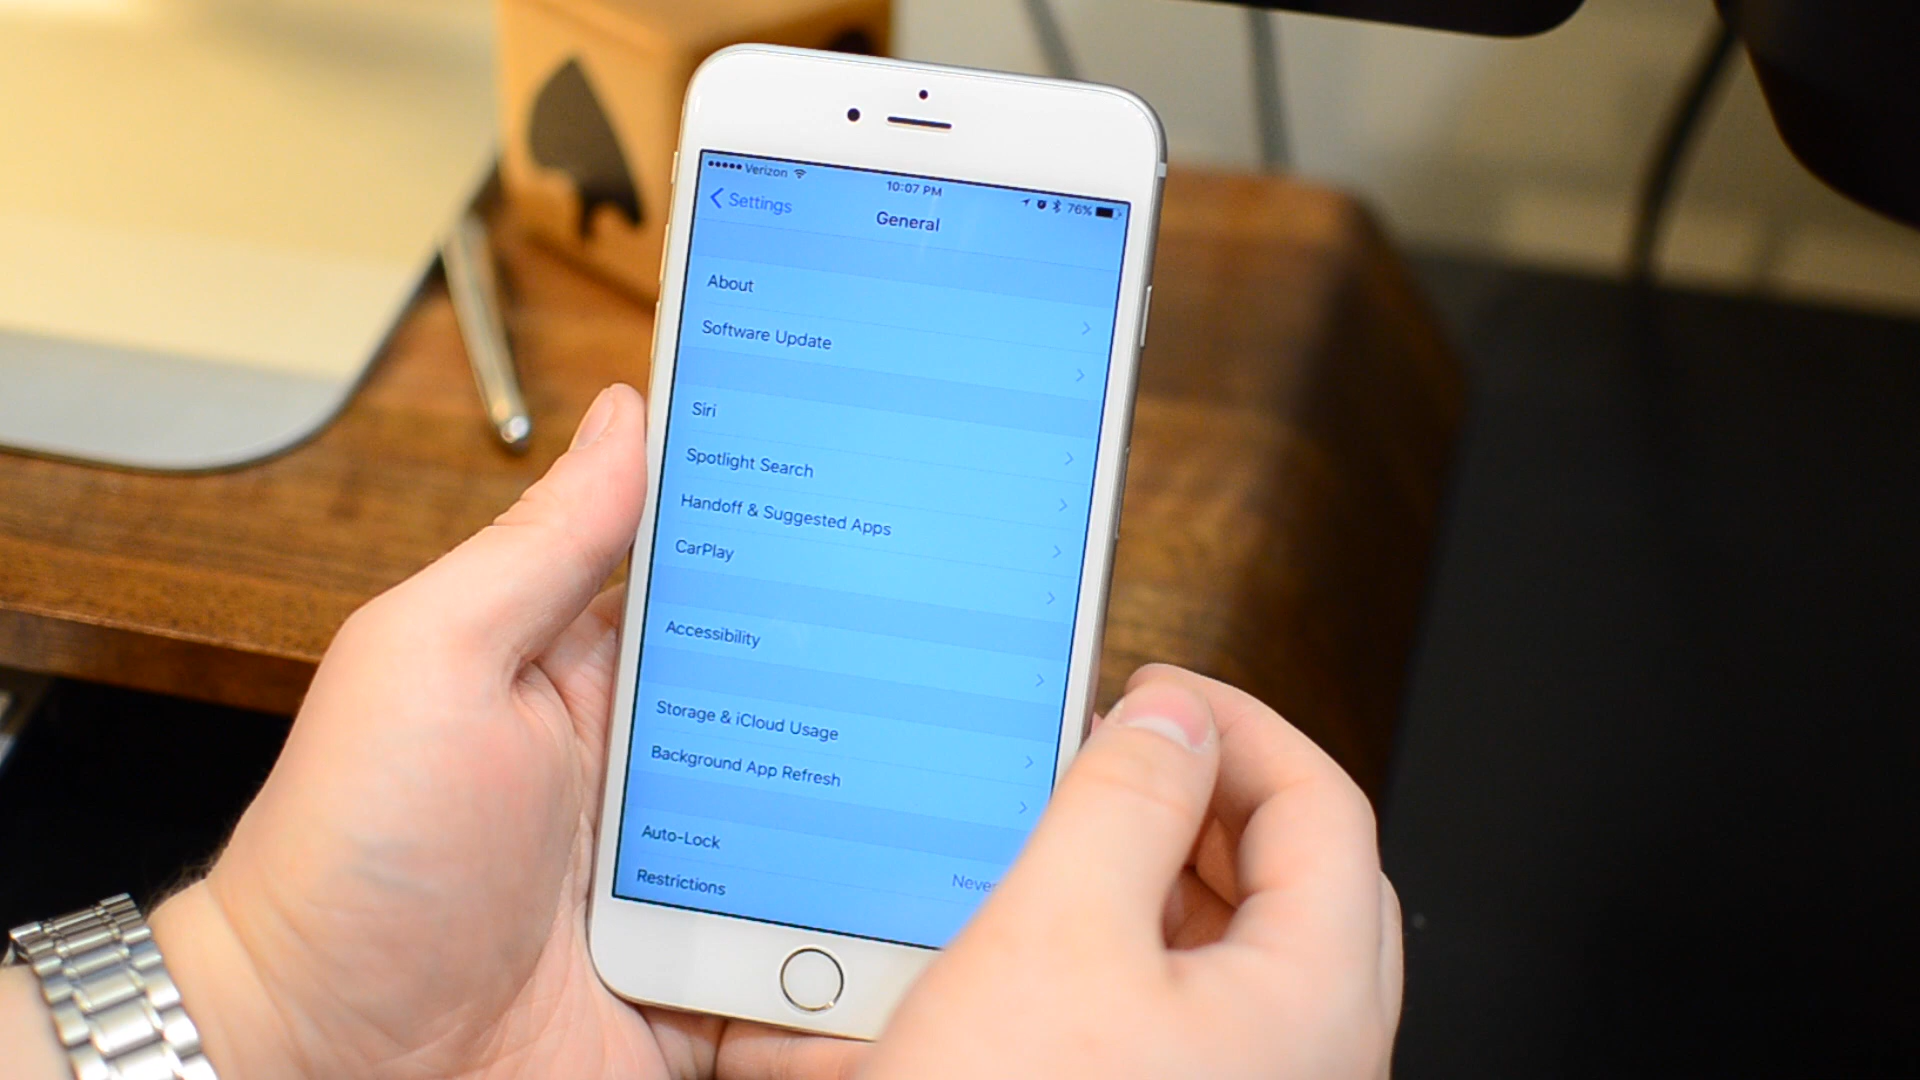 Verizon
10:07 PM
76%
Settings
General
About
Software Update
Siri
Spotlight Search
Handoff & Suggested Apps
CarPlay
Accessibility
Storage & iCloud Usage
Background App Refresh
Auto-Lock
Never
Restrictions